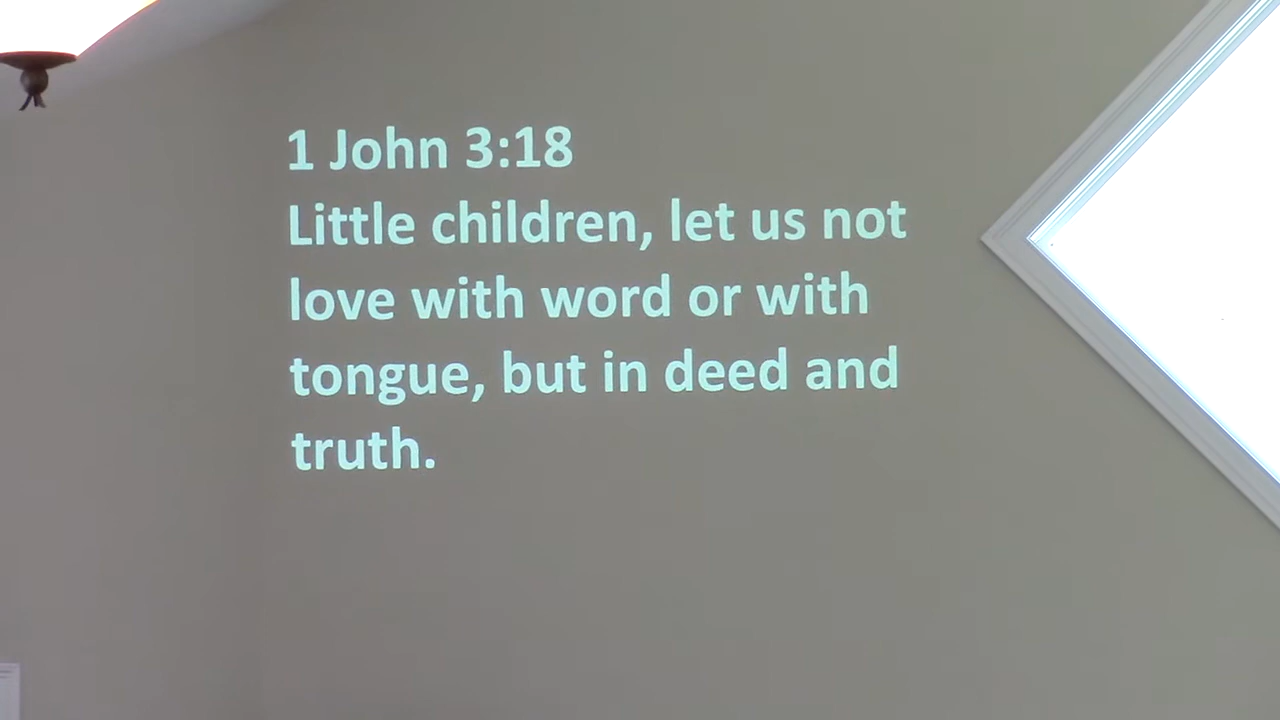 1 John 3:18
Little children, let us not
love with word or with
tongue, but in deed and
truth.